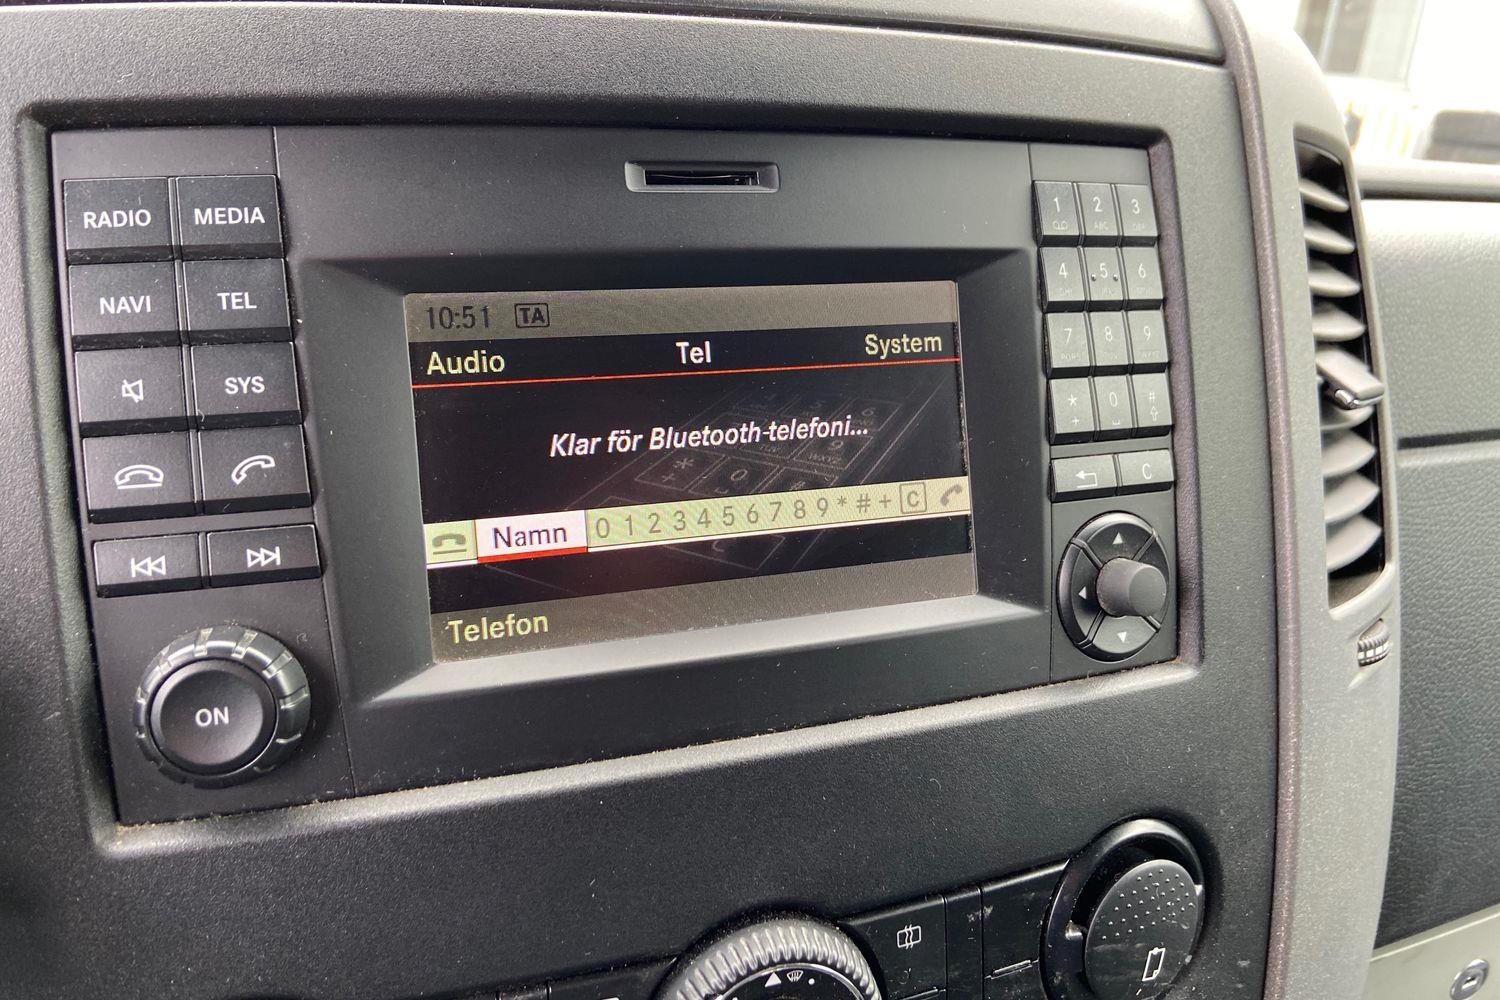 RADIO MEDIA
NAVI TEL
SYS
ON
10:51 TA
Audio Tel System
Klar för Bluetooth-telefoni...
Namn 0 1 2 3 4 5 6 7 8 9 * # + C
Telefon
1 2 3
ABC
4 5 6
7 8 9
* 0 #
+
C